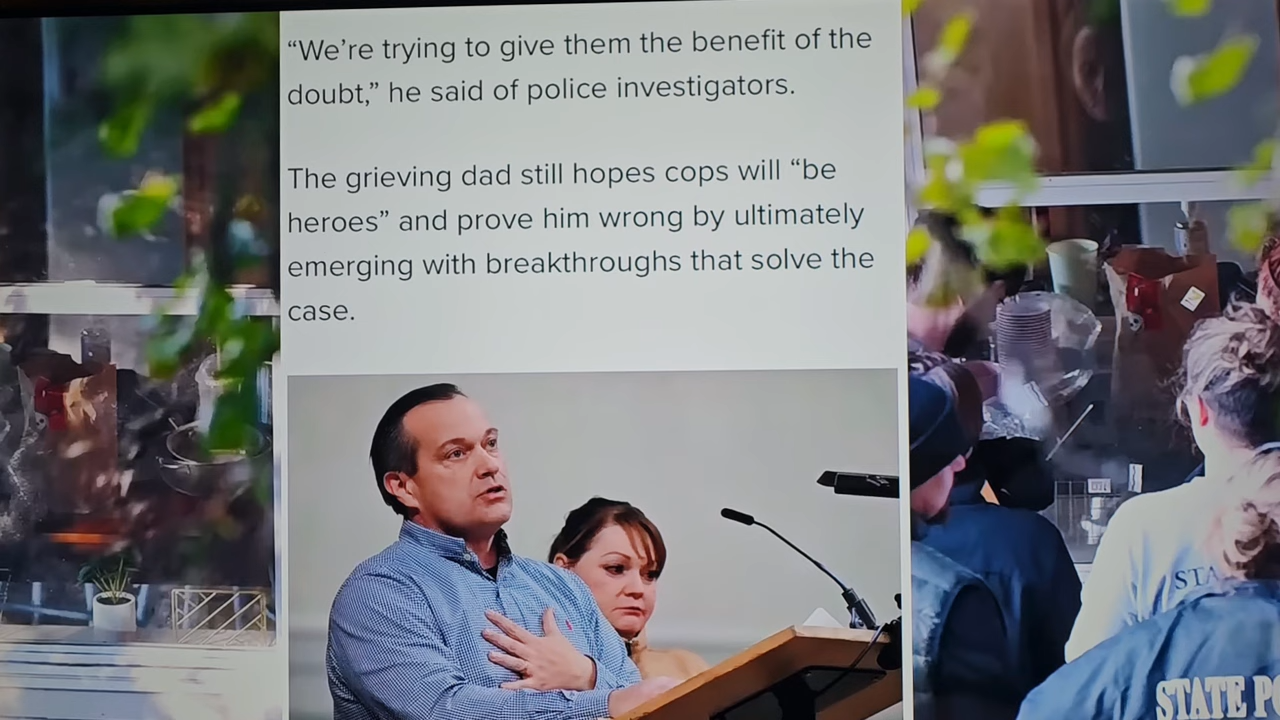 “We’re trying to give them the benefit of the
doubt,” he said of police investigators.
The grieving dad still hopes cops will “be
heroes” and prove him wrong by ultimately
emerging with breakthroughs that solve the
case.
STA
STATE PO